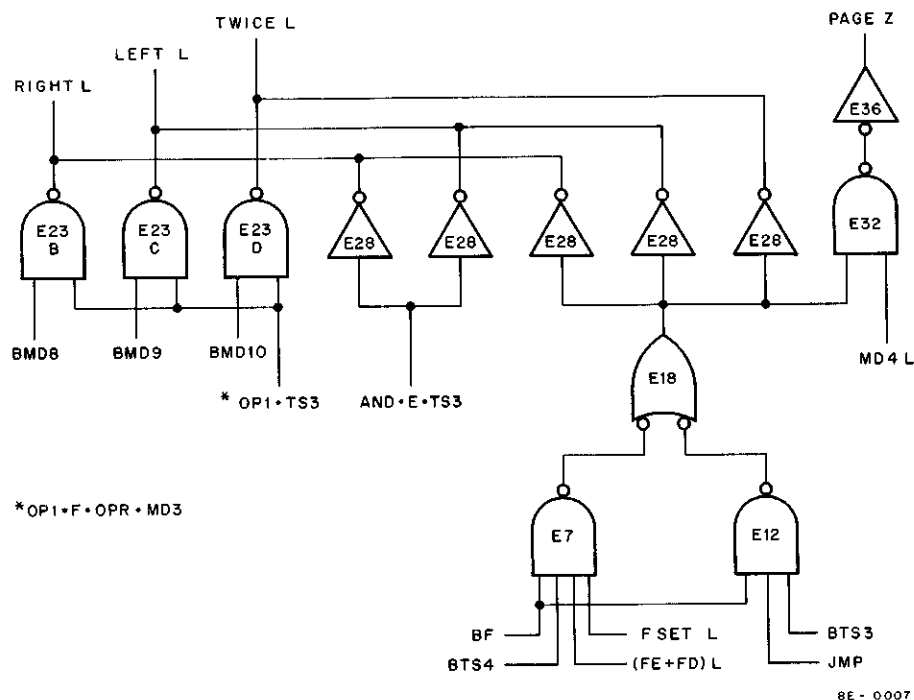 TWICE L
PAGE Z
LEFT L
RIGHT L
E36
E23 B
E23 C
E23 D
E28
E28
E28
E28
E28
E32
BMD8
BMD9
BMD10
MD4 L
* OP1•TS3
AND•E•TS3
E18
*OP1•F•OPR•MD3
E7
E12
BF
F SET L
BTS3
BTS4
(FE+FD) L
JMP
8E - 0007